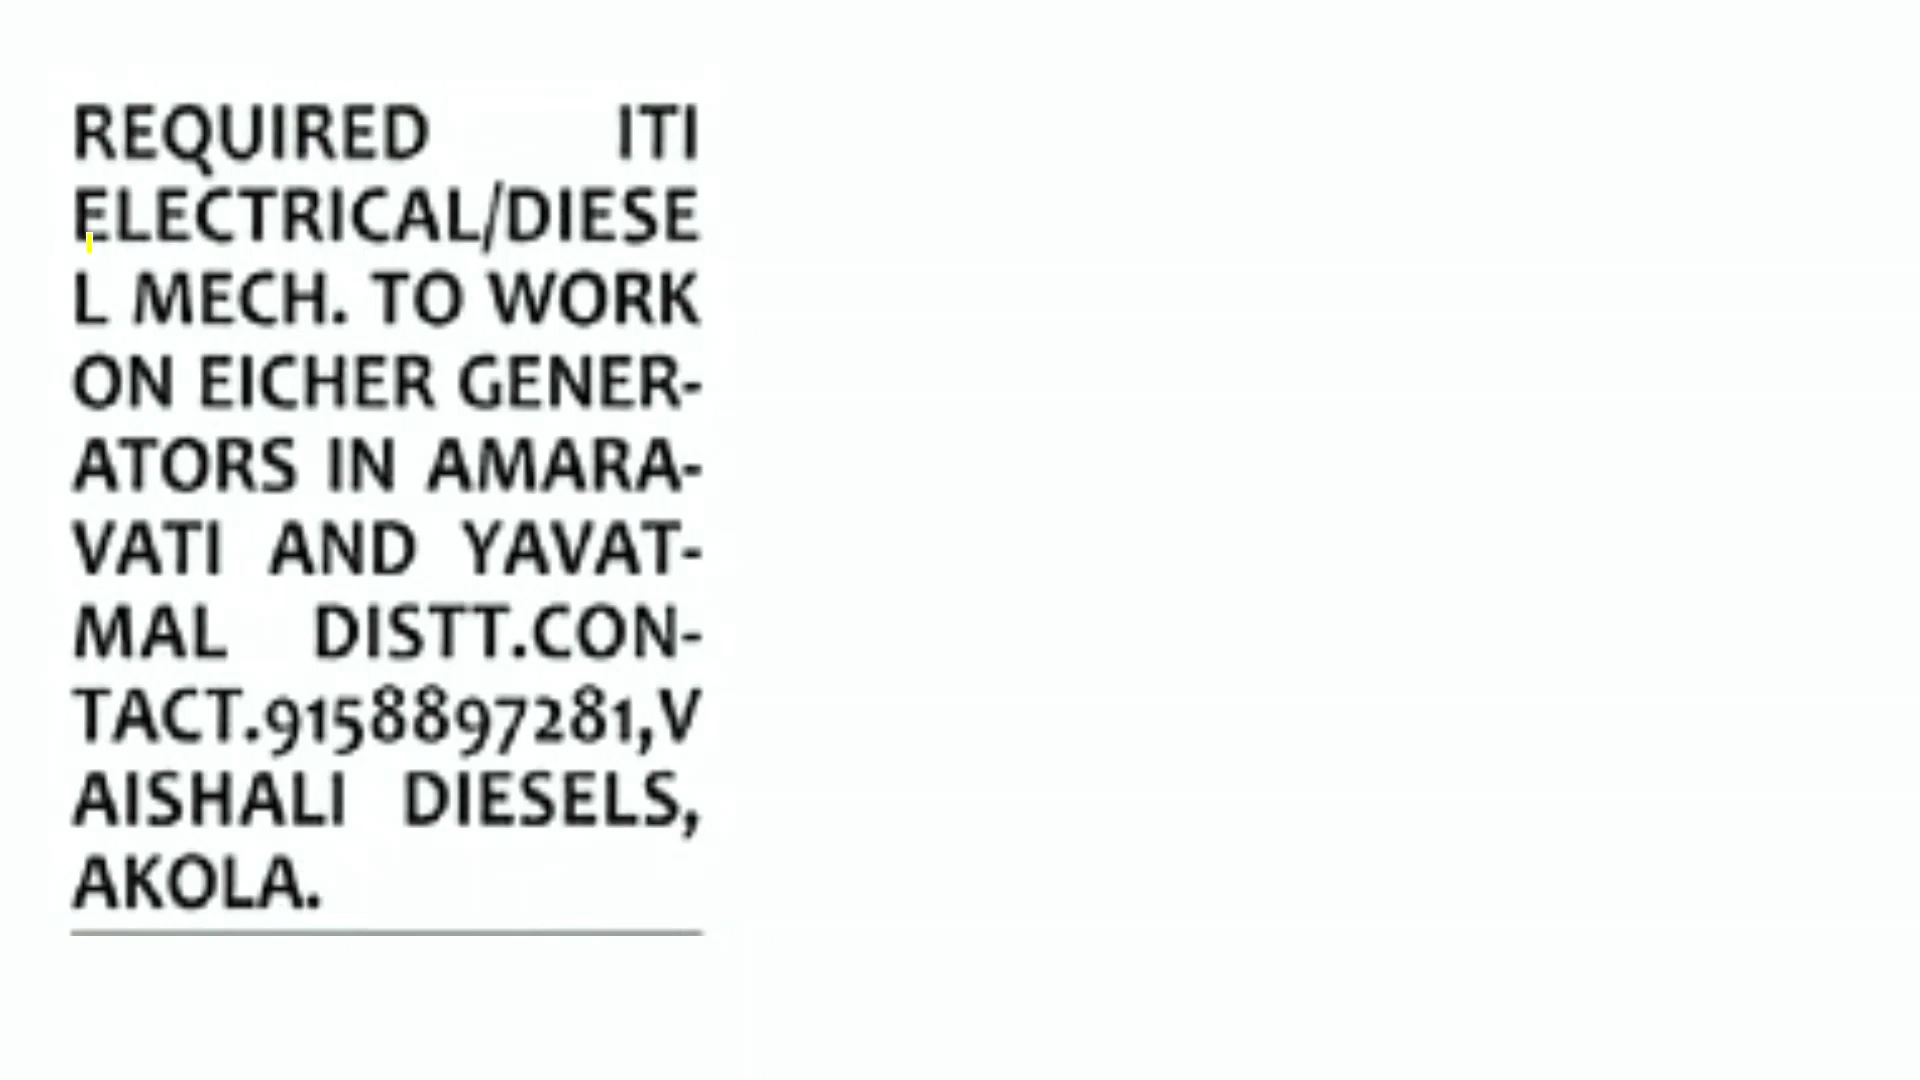 REQUIRED ITI
ELECTRICAL/DIESE
L MECH. TO WORK
ON EICHER GENER-
ATORS IN AMARA-
VATI AND YAVAT-
MAL DISTT.CON-
TACT.9158897281,V
AISHALI DIESELS,
AKOLA.